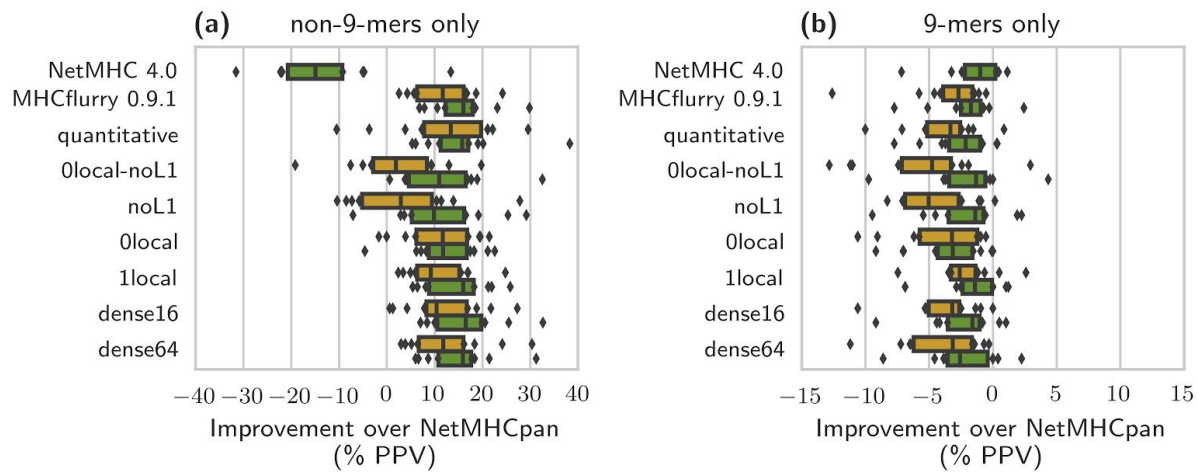 (a) non-9-mers only
NetMHC 4.0
MHCflurry 0.9.1
quantitative
0local-noL1
noL1
0local
1local
dense16
dense64
−40 −30 −20 −10 0 10 20 30 40
Improvement over NetMHCpan
(% PPV)
(b) 9-mers only
NetMHC 4.0
MHCflurry 0.9.1
quantitative
0local-noL1
noL1
0local
1local
dense16
dense64
−15 −10 −5 0 5 10 15
Improvement over NetMHCpan
(% PPV)